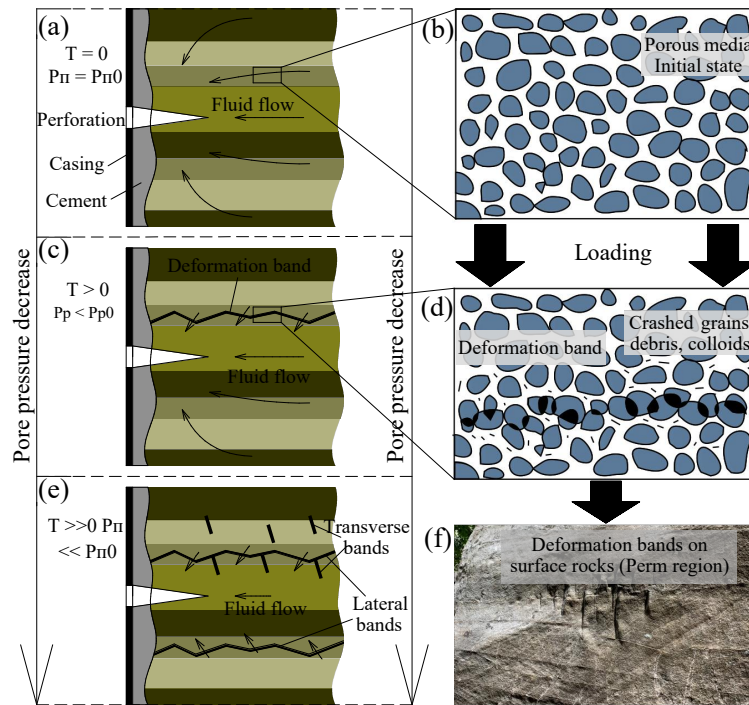 (a)
T = 0
Pп = Pп0
Perforation
Casing
Cement
Fluid flow
(b)
Porous media
Initial state
Loading
(c)
T > 0
Pp < Pp0
Deformation band
Fluid flow
(d)
Deformation band
Crashed grains,
debris, colloids
Pore pressure decrease
Pore pressure decrease
(e)
T >>0 Pп
<< Pп0
Transverse
bands
Fluid flow
Lateral
bands
(f)
Deformation bands on
surface rocks (Perm region)